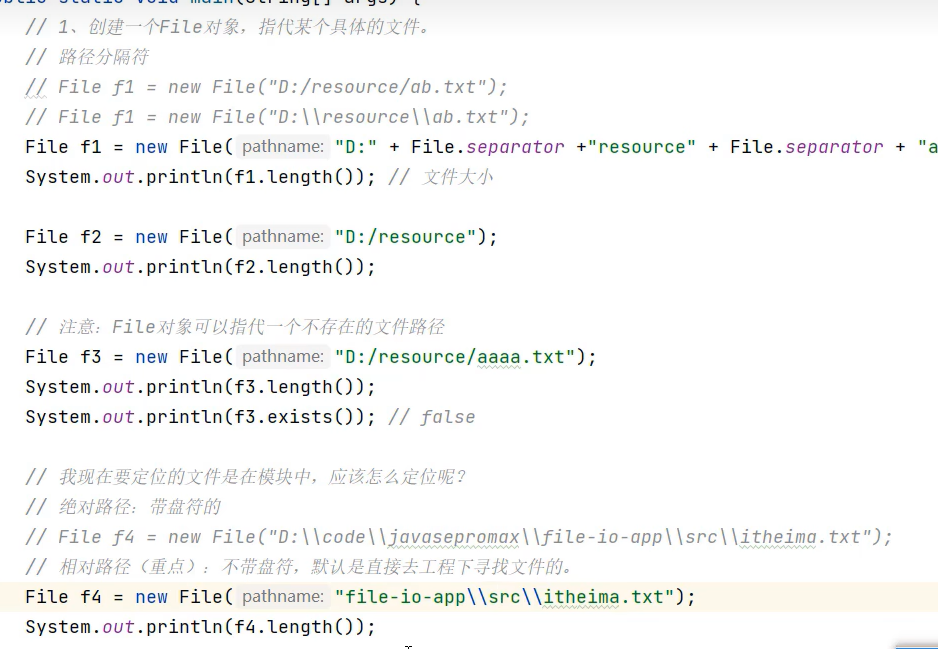 public static void main(String[] args) {
// 1、创建一个File对象，指代某个具体的文件。
// 路径分隔符
// File f1 = new File("D:/resource/ab.txt");
// File f1 = new File("D:\\resource\\ab.txt");
File f1 = new File( pathname: "D:" + File.separator +"resource" + File.separator + "a
System.out.println(f1.length()); // 文件大小
File f2 = new File( pathname: "D:/resource");
System.out.println(f2.length());
// 注意：File对象可以指代一个不存在的文件路径
File f3 = new File( pathname: "D:/resource/aaaa.txt");
System.out.println(f3.length());
System.out.println(f3.exists()); // false
// 我现在要定位的文件是在模块中，应该怎么定位呢？
// 绝对路径：带盘符的
// File f4 = new File("D:\\code\\javasepromax\\file-io-app\\src\\itheima.txt");
// 相对路径（重点）：不带盘符，默认是直接去工程下寻找文件的。
File f4 = new File( pathname: "file-io-app\\src\\itheima.txt");
System.out.println(f4.length());